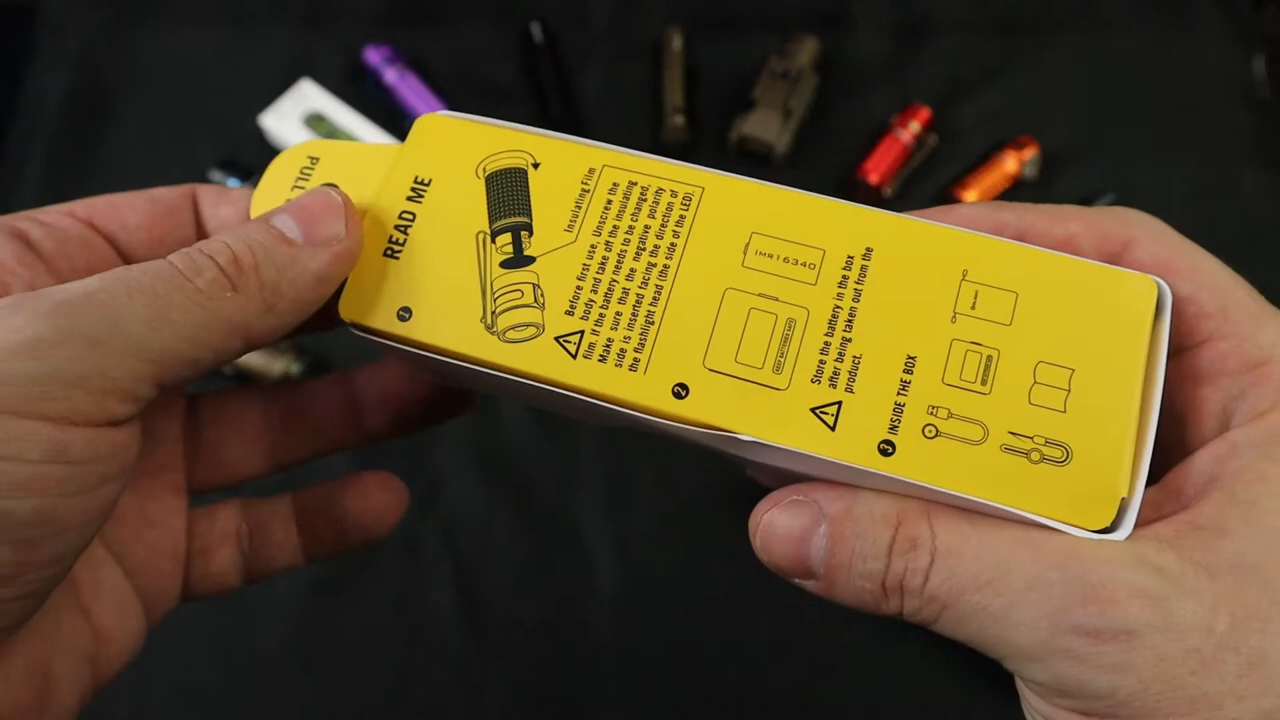 PULL
READ ME
1
Insulating Film
Before first use, unscrew the
body and take off the insulating
film. If the battery needs to be changed,
Make sure that the negative polarity
side is inserted facing the direction of
the flashlight head (the side of the LED).
2
IMR16340
KEEP BATTERIES SAFE
Store the battery in the box
after being taken out from the
product.
3 INSIDE THE BOX